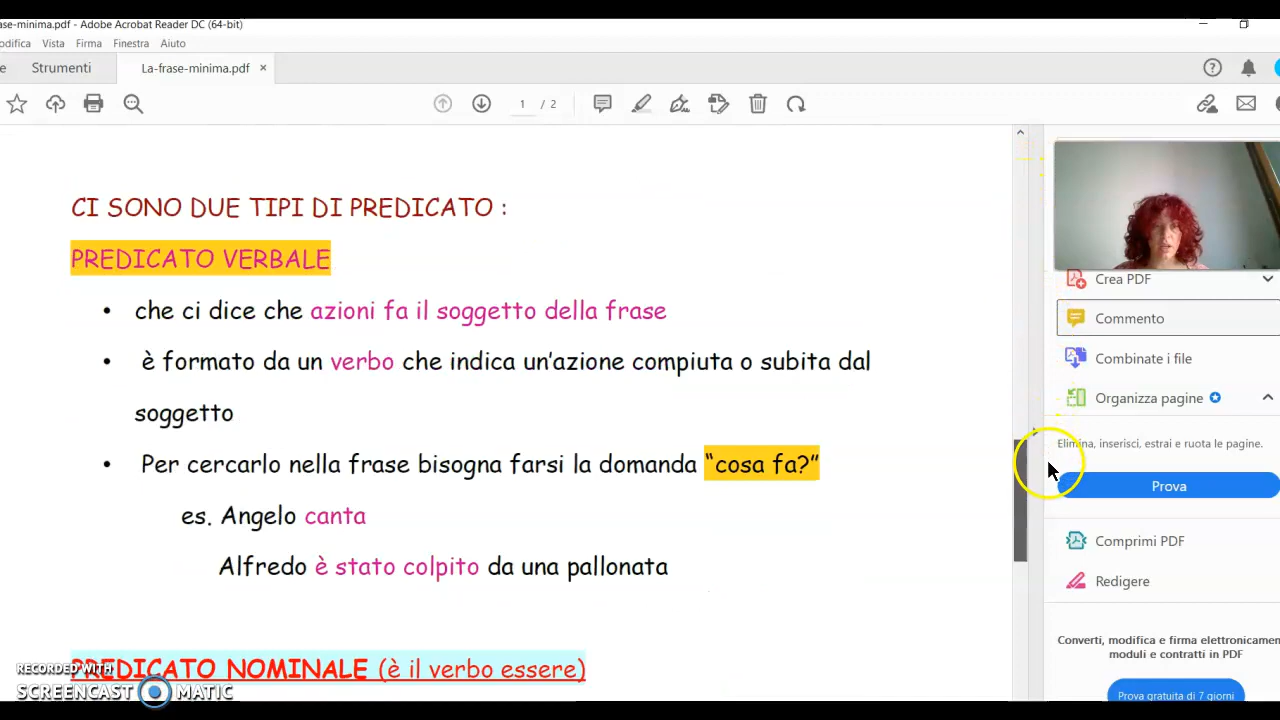 ase-minima.pdf - Adobe Acrobat Reader DC (64-bit)
odifica Vista Firma Finestra Aiuto
e Strumenti La-frase-minima.pdf ×
1 / 2
CI SONO DUE TIPI DI PREDICATO :
PREDICATO VERBALE
• che ci dice che azioni fa il soggetto della frase
• è formato da un verbo che indica un'azione compiuta o subita dal
soggetto
• Per cercarlo nella frase bisogna farsi la domanda “cosa fa?”
es. Angelo canta
Alfredo è stato colpito da una pallonata
PREDICATO NOMINALE (è il verbo essere)
RECORDED WITH
SCREENCAST MATIC
Crea PDF
Commento
Combinate i file
Organizza pagine
Elimina, inserisci, estrai e ruota le pagine.
Prova
Comprimi PDF
Redigere
Converti, modifica e firma elettronicamen
moduli e contratti in PDF
Prova gratuita di 7 giorni